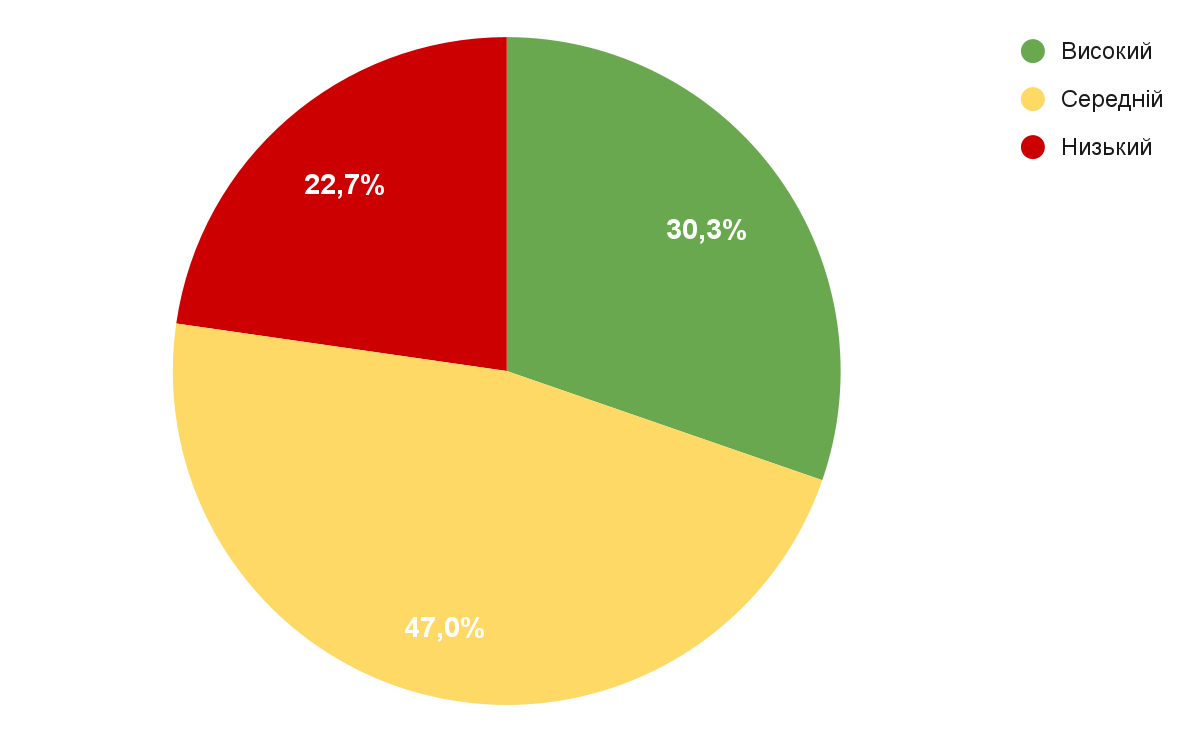 Високий
Середній
Низький
22,7%
30,3%
47,0%